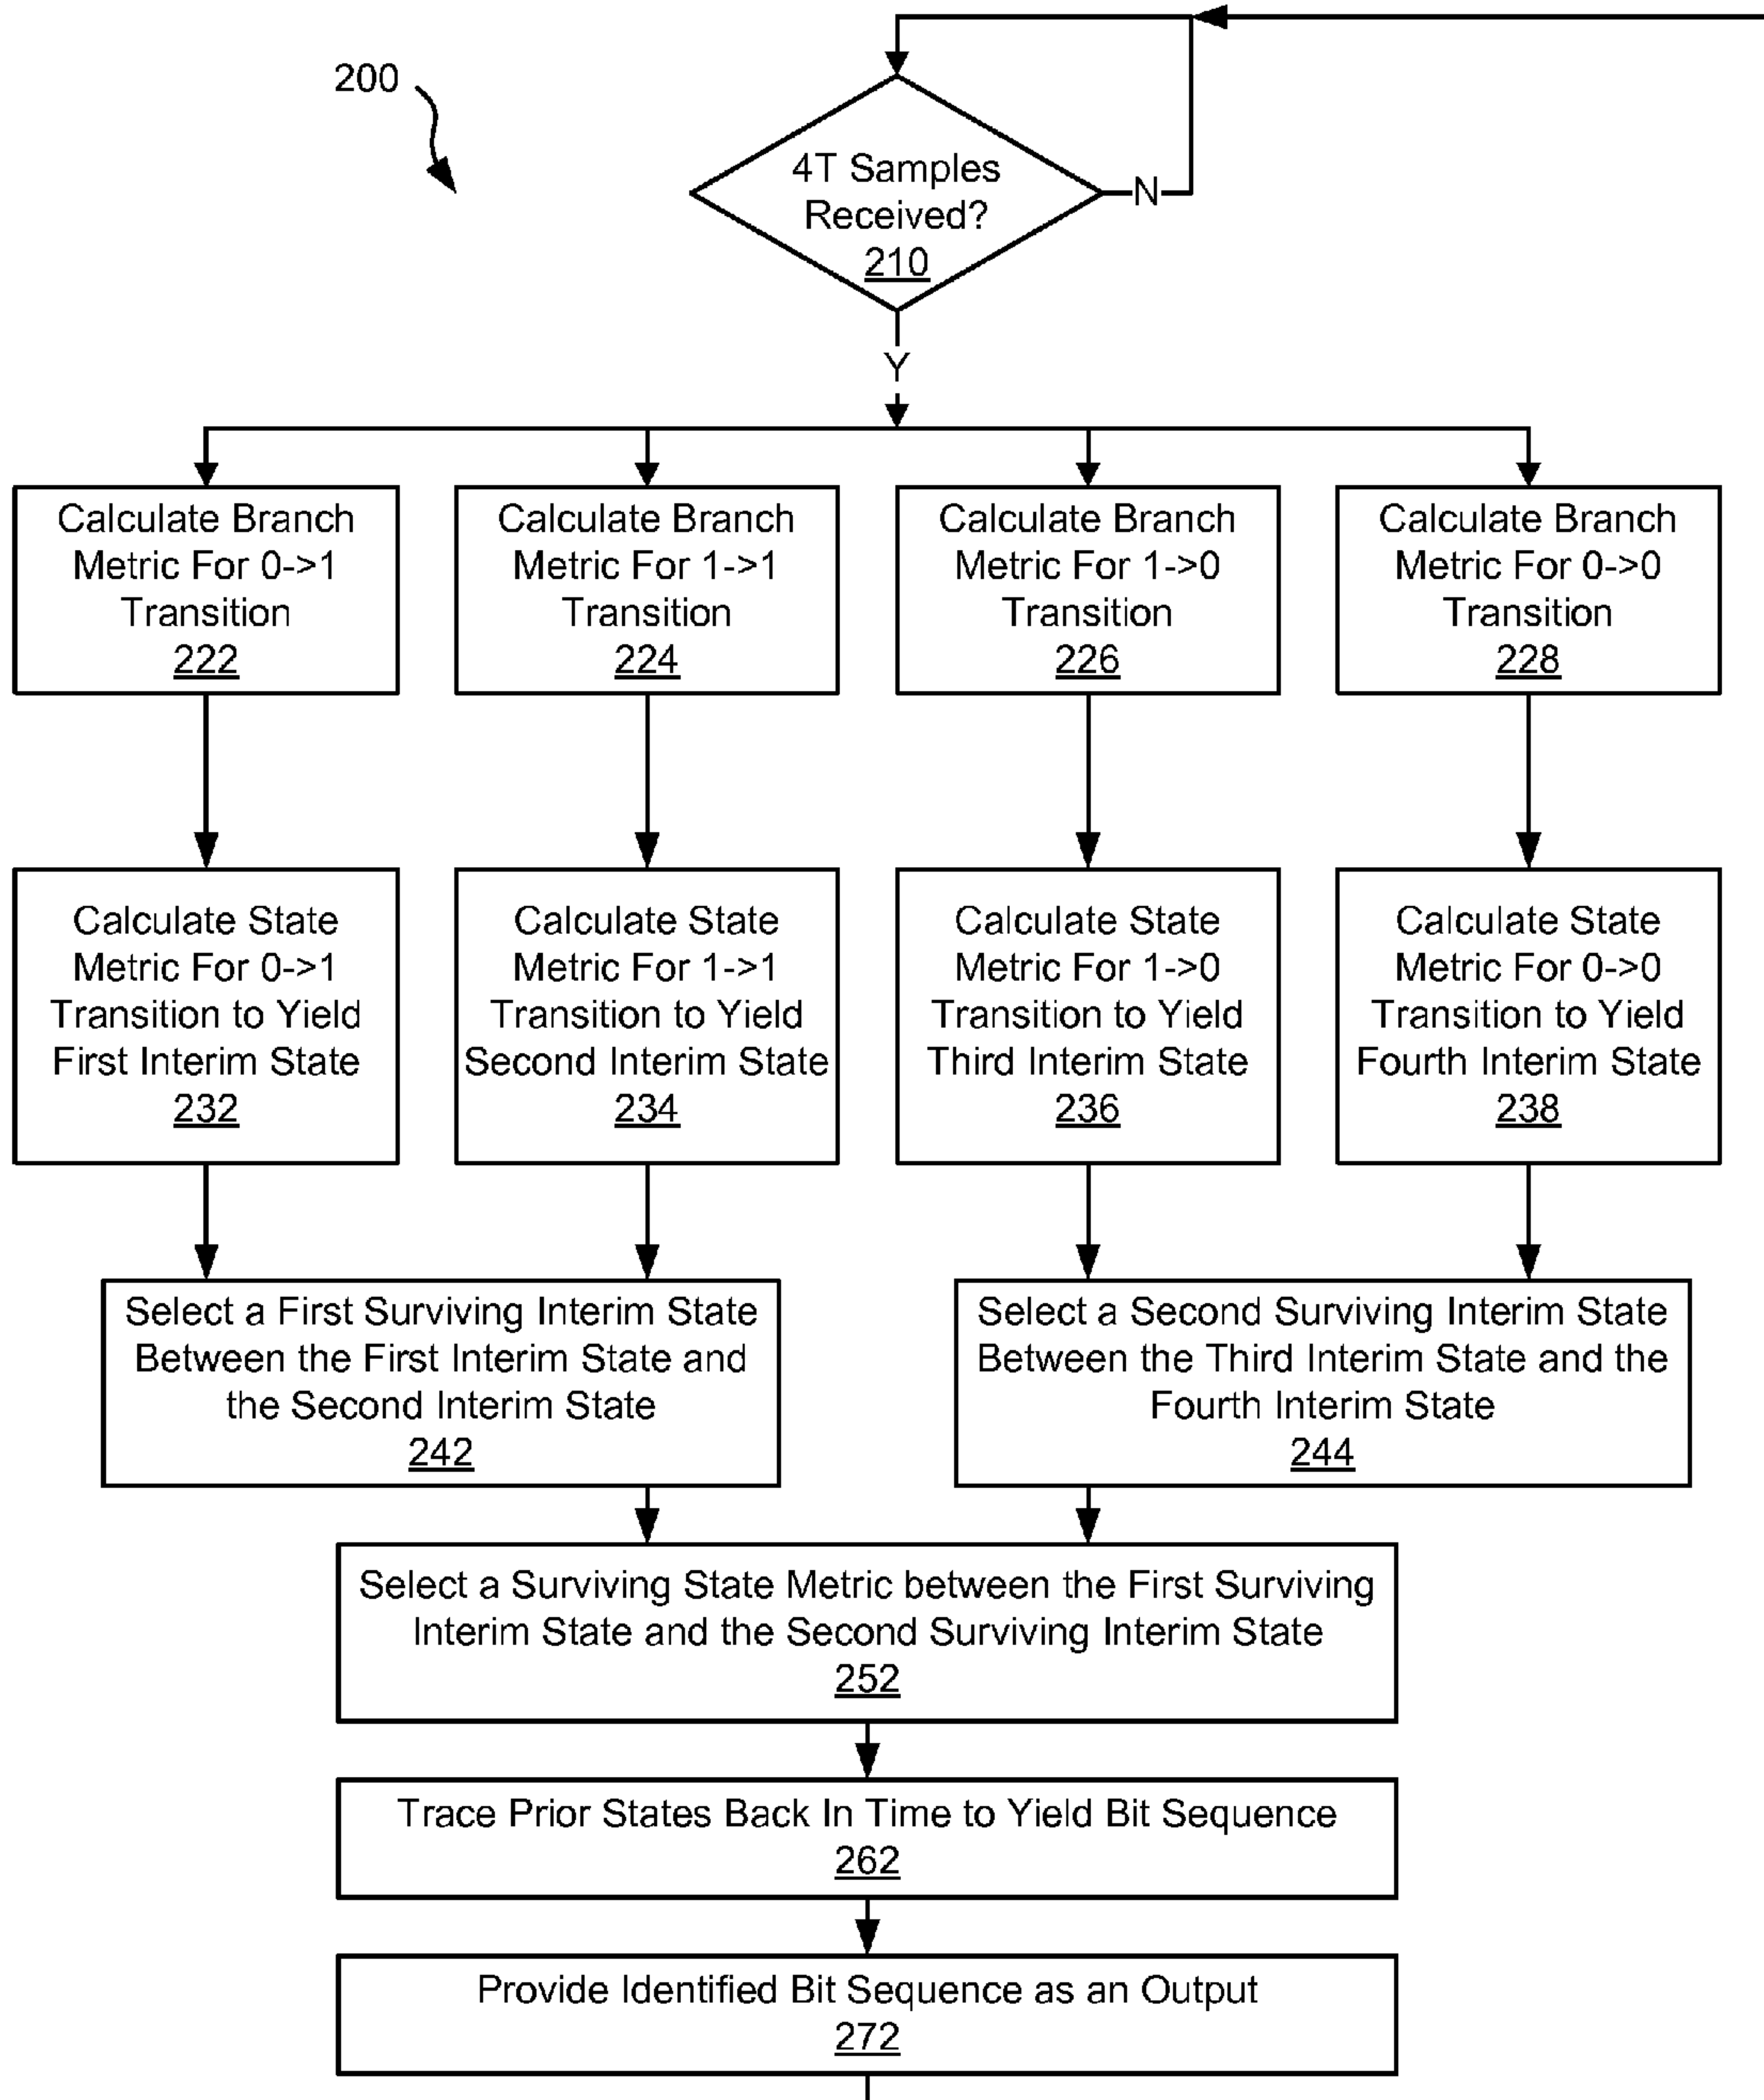 200
4T Samples
Received?
210
N
Y
Calculate Branch
Metric For 0->1
Transition
222
Calculate Branch
Metric For 1->1
Transition
224
Calculate Branch
Metric For 1->0
Transition
226
Calculate Branch
Metric For 0->0
Transition
228
Calculate State
Metric For 0->1
Transition to Yield
First Interim State
232
Calculate State
Metric For 1->1
Transition to Yield
Second Interim State
234
Calculate State
Metric For 1->0
Transition to Yield
Third Interim State
236
Calculate State
Metric For 0->0
Transition to Yield
Fourth Interim State
238
Select a First Surviving Interim State
Between the First Interim State and
the Second Interim State
242
Select a Second Surviving Interim State
Between the Third Interim State and the
Fourth Interim State
244
Select a Surviving State Metric between the First Surviving
Interim State and the Second Surviving Interim State
252
Trace Prior States Back In Time to Yield Bit Sequence
262
Provide Identified Bit Sequence as an Output
272